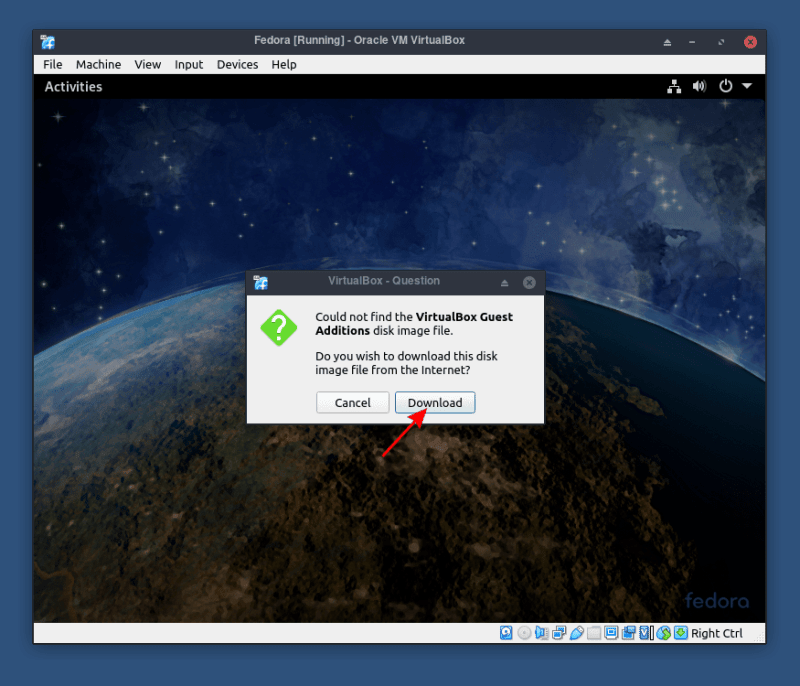 Fedora [Running] - Oracle VM VirtualBox
File Machine View Input Devices Help
Activities
VirtualBox - Question
Could not find the VirtualBox Guest
Additions disk image file.
Do you wish to download this disk
image file from the Internet?
Cancel Download
fedora
Right Ctrl